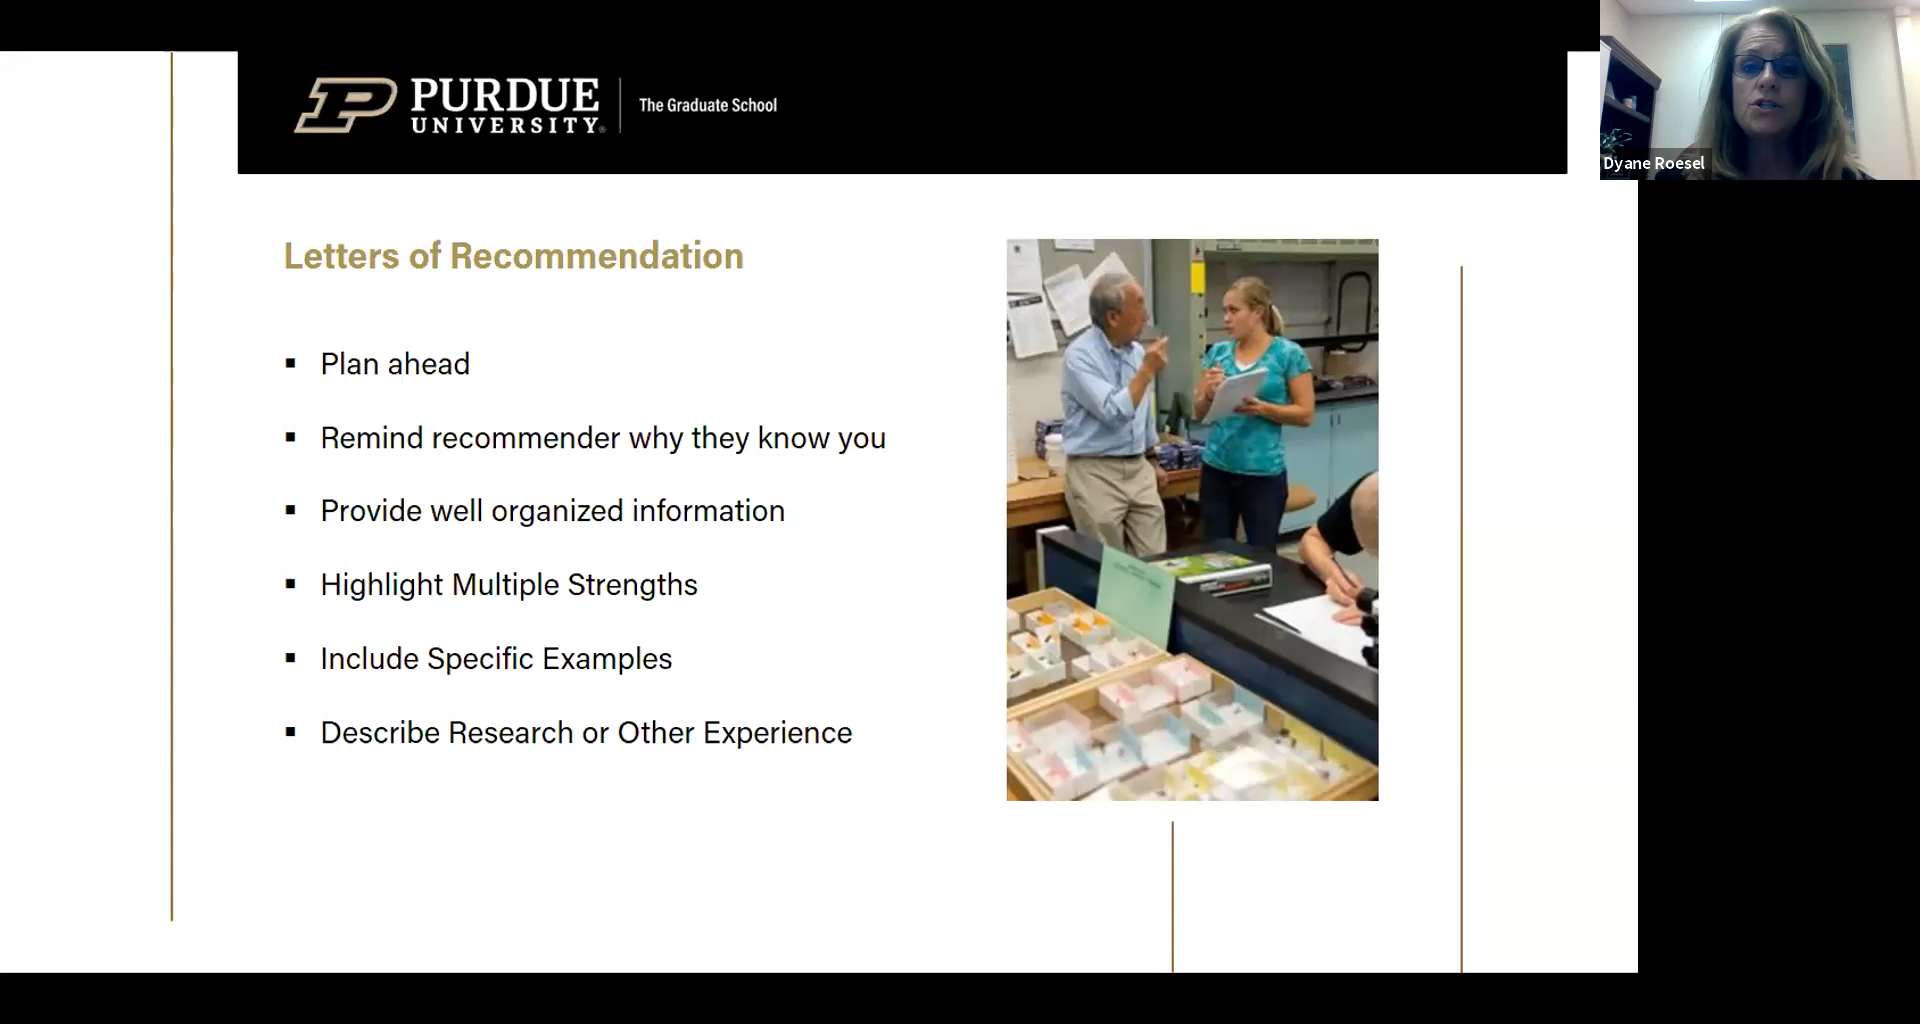 PURDUE
UNIVERSITY®
The Graduate School
Dyane Roesel
Letters of Recommendation
▪ Plan ahead
▪ Remind recommender why they know you
▪ Provide well organized information
▪ Highlight Multiple Strengths
▪ Include Specific Examples
▪ Describe Research or Other Experience